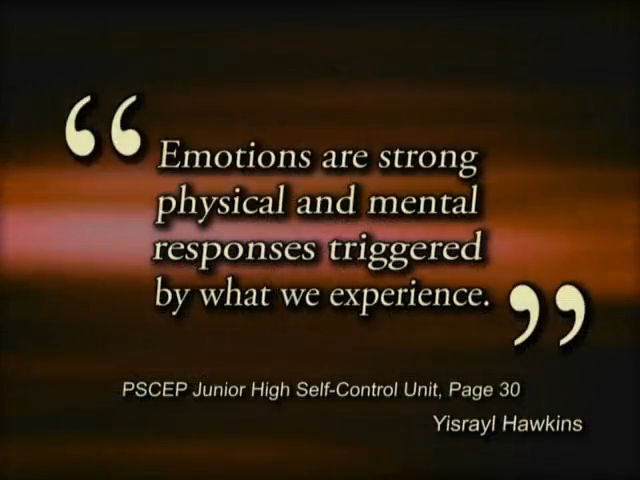 “Emotions are strong
physical and mental
responses triggered
by what we experience.”
PSCEP Junior High Self-Control Unit, Page 30
Yisrayl Hawkins